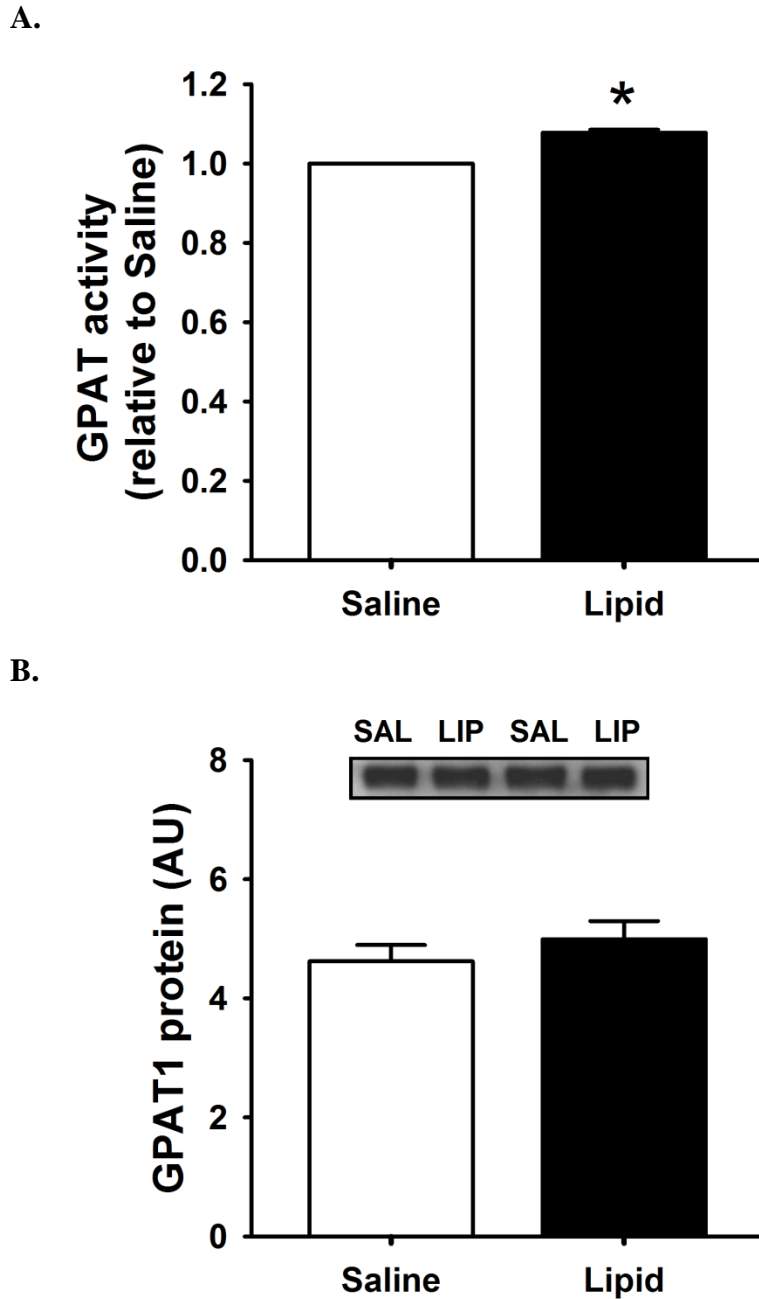 A.
GPAT activity
(relative to Saline)
1.2
1.0
0.8
0.6
0.4
0.2
0.0
*
Saline Lipid
B.
GPAT1 protein (AU)
8
6
4
2
0
SAL LIP SAL LIP
Saline Lipid